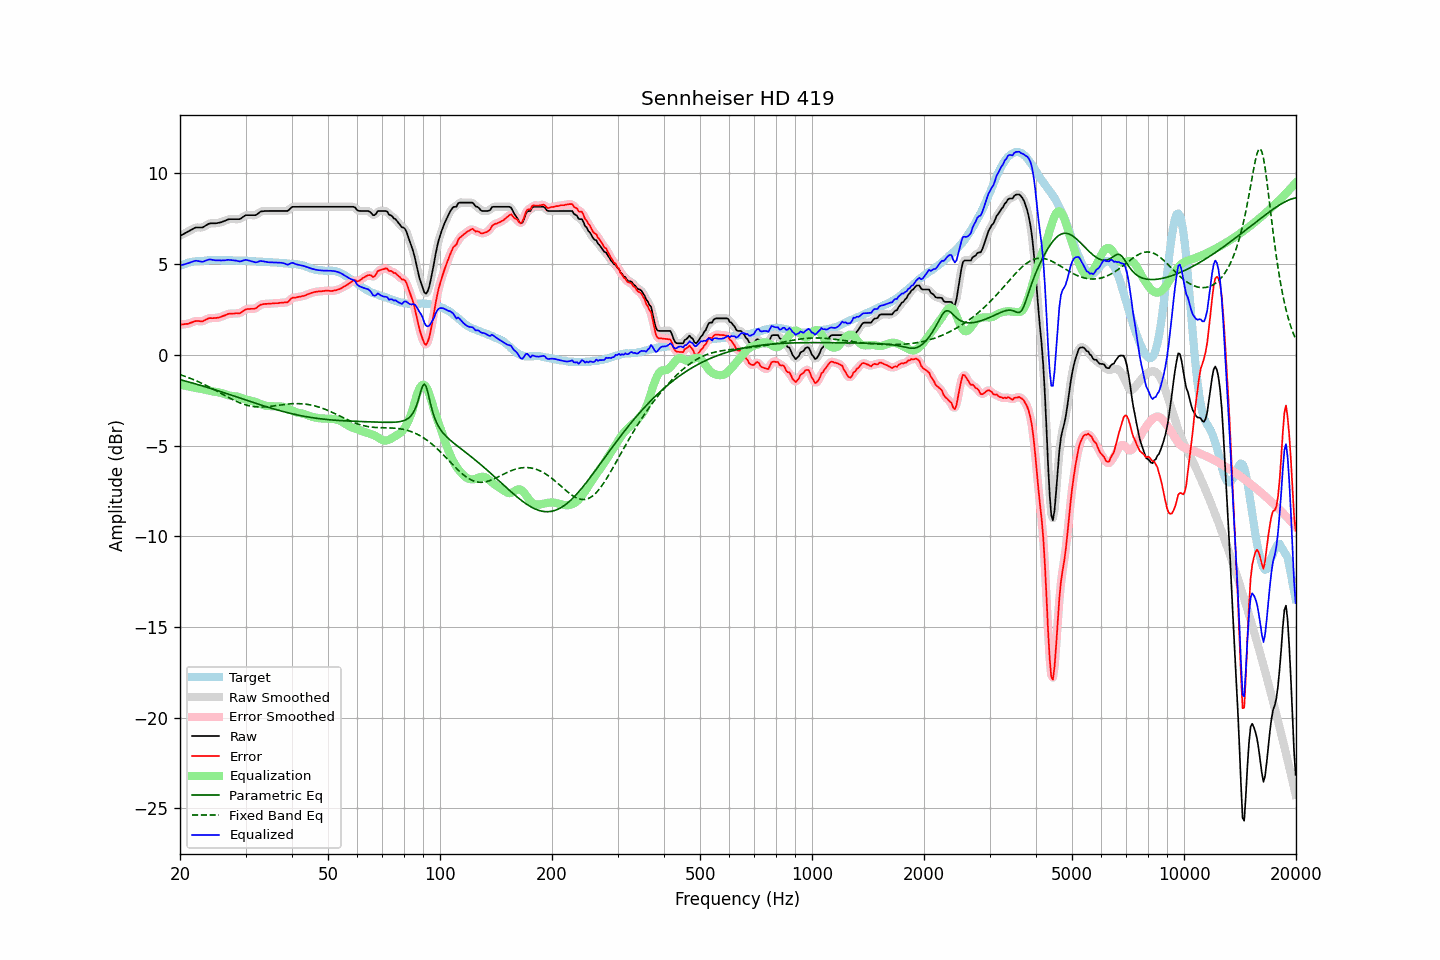 Sennheiser HD 419
Amplitude (dBr)
10
5
0
−5
−10
−15
−20
−25
Target
Raw Smoothed
Error Smoothed
Raw
Error
Equalization
Parametric Eq
Fixed Band Eq
Equalized
20 50 100 200 500 1000 2000 5000 10000 20000
Frequency (Hz)